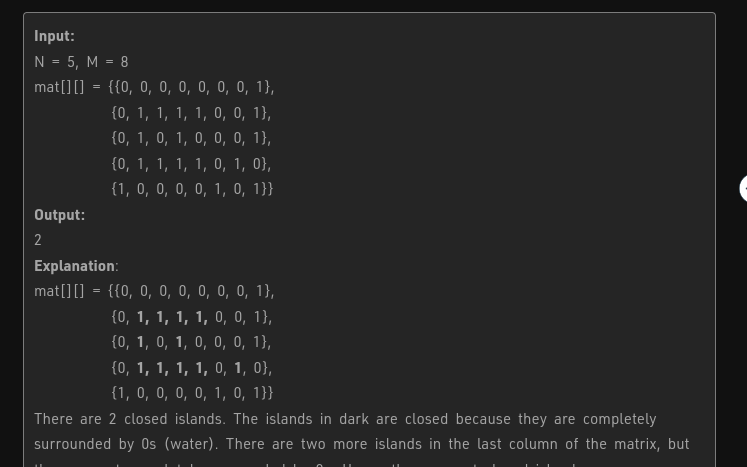 Input:
N = 5, M = 8
mat[][] = {{0, 0, 0, 0, 0, 0, 0, 1},
{0, 1, 1, 1, 1, 0, 0, 1},
{0, 1, 0, 1, 0, 0, 0, 1},
{0, 1, 1, 1, 1, 0, 1, 0},
{1, 0, 0, 0, 0, 1, 0, 1}}
Output:
2
Explanation:
mat[][] = {{0, 0, 0, 0, 0, 0, 0, 1},
{0, 1, 1, 1, 1, 0, 0, 1},
{0, 1, 0, 1, 0, 0, 0, 1},
{0, 1, 1, 1, 1, 0, 1, 0},
{1, 0, 0, 0, 0, 1, 0, 1}}
There are 2 closed islands. The islands in dark are closed because they are completely
surrounded by 0s (water). There are two more islands in the last column of the matrix, but